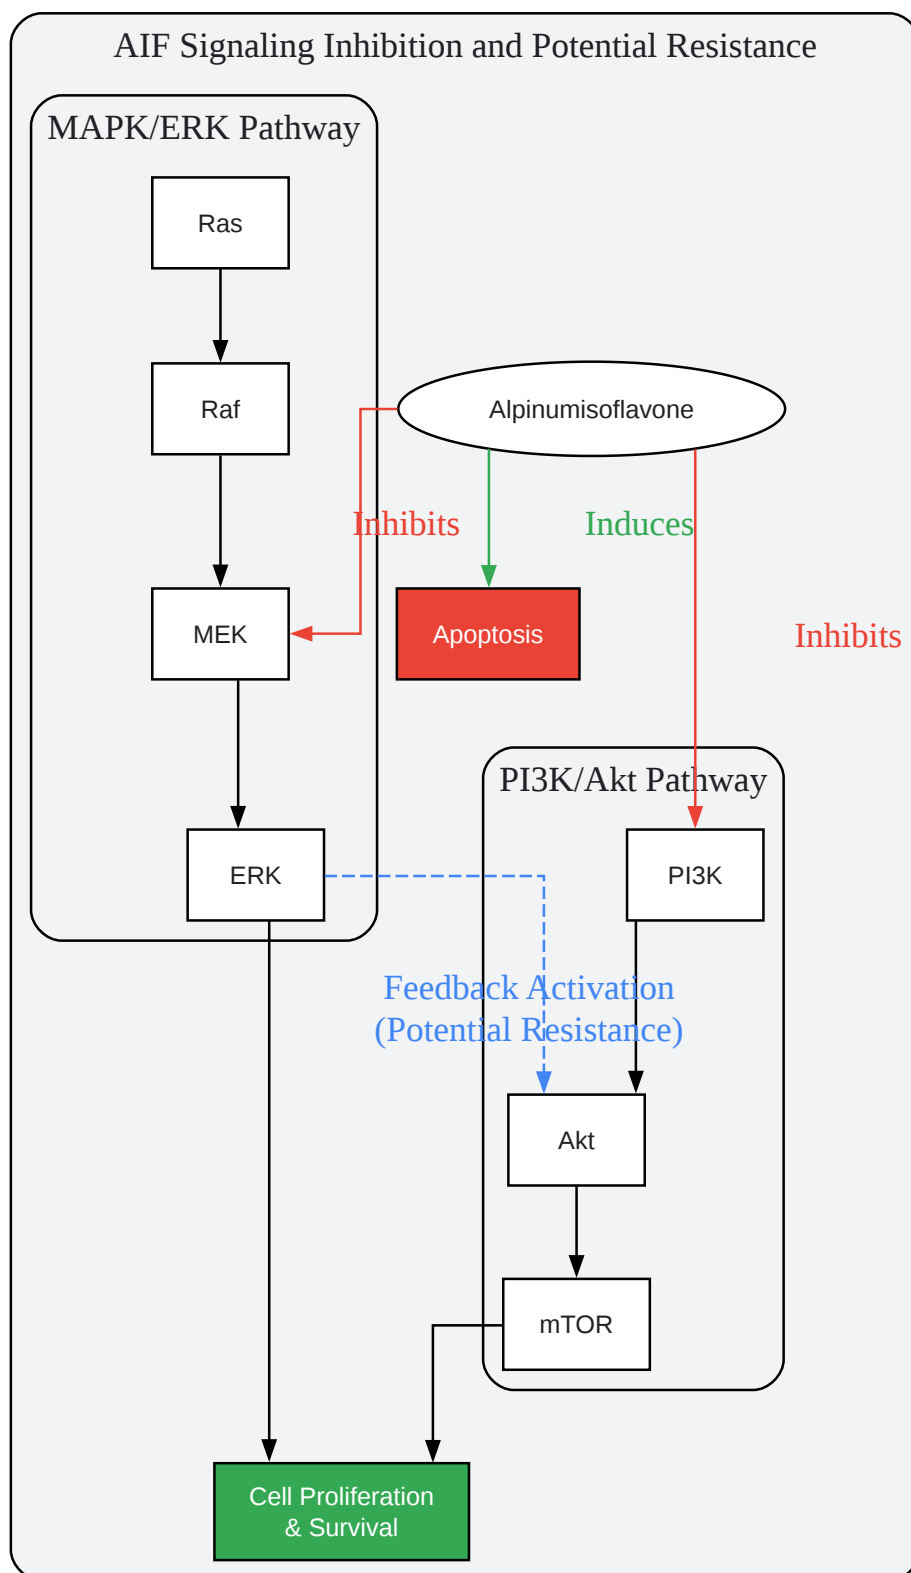 AIF Signaling Inhibition and Potential Resistance
MAPK/ERK Pathway
Ras
Raf
Alpinumisoflavone
Inhibits
Induces
MEK
Apoptosis
Inhibits
PI3K/Akt Pathway
ERK
PI3K
Feedback Activation
(Potential Resistance)
Akt
mTOR
Cell Proliferation
& Survival